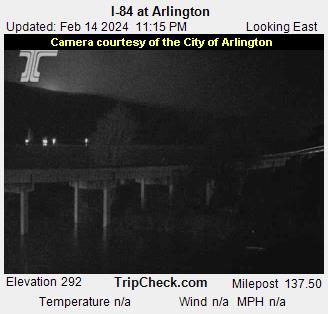 I-84 at Arlington
Updated: Feb 14 2024 11:15 PM Looking East
Camera courtesy of the City of Arlington
Elevation 292 TripCheck.com Milepost 137.50
Temperature n/a Wind n/a MPH n/a